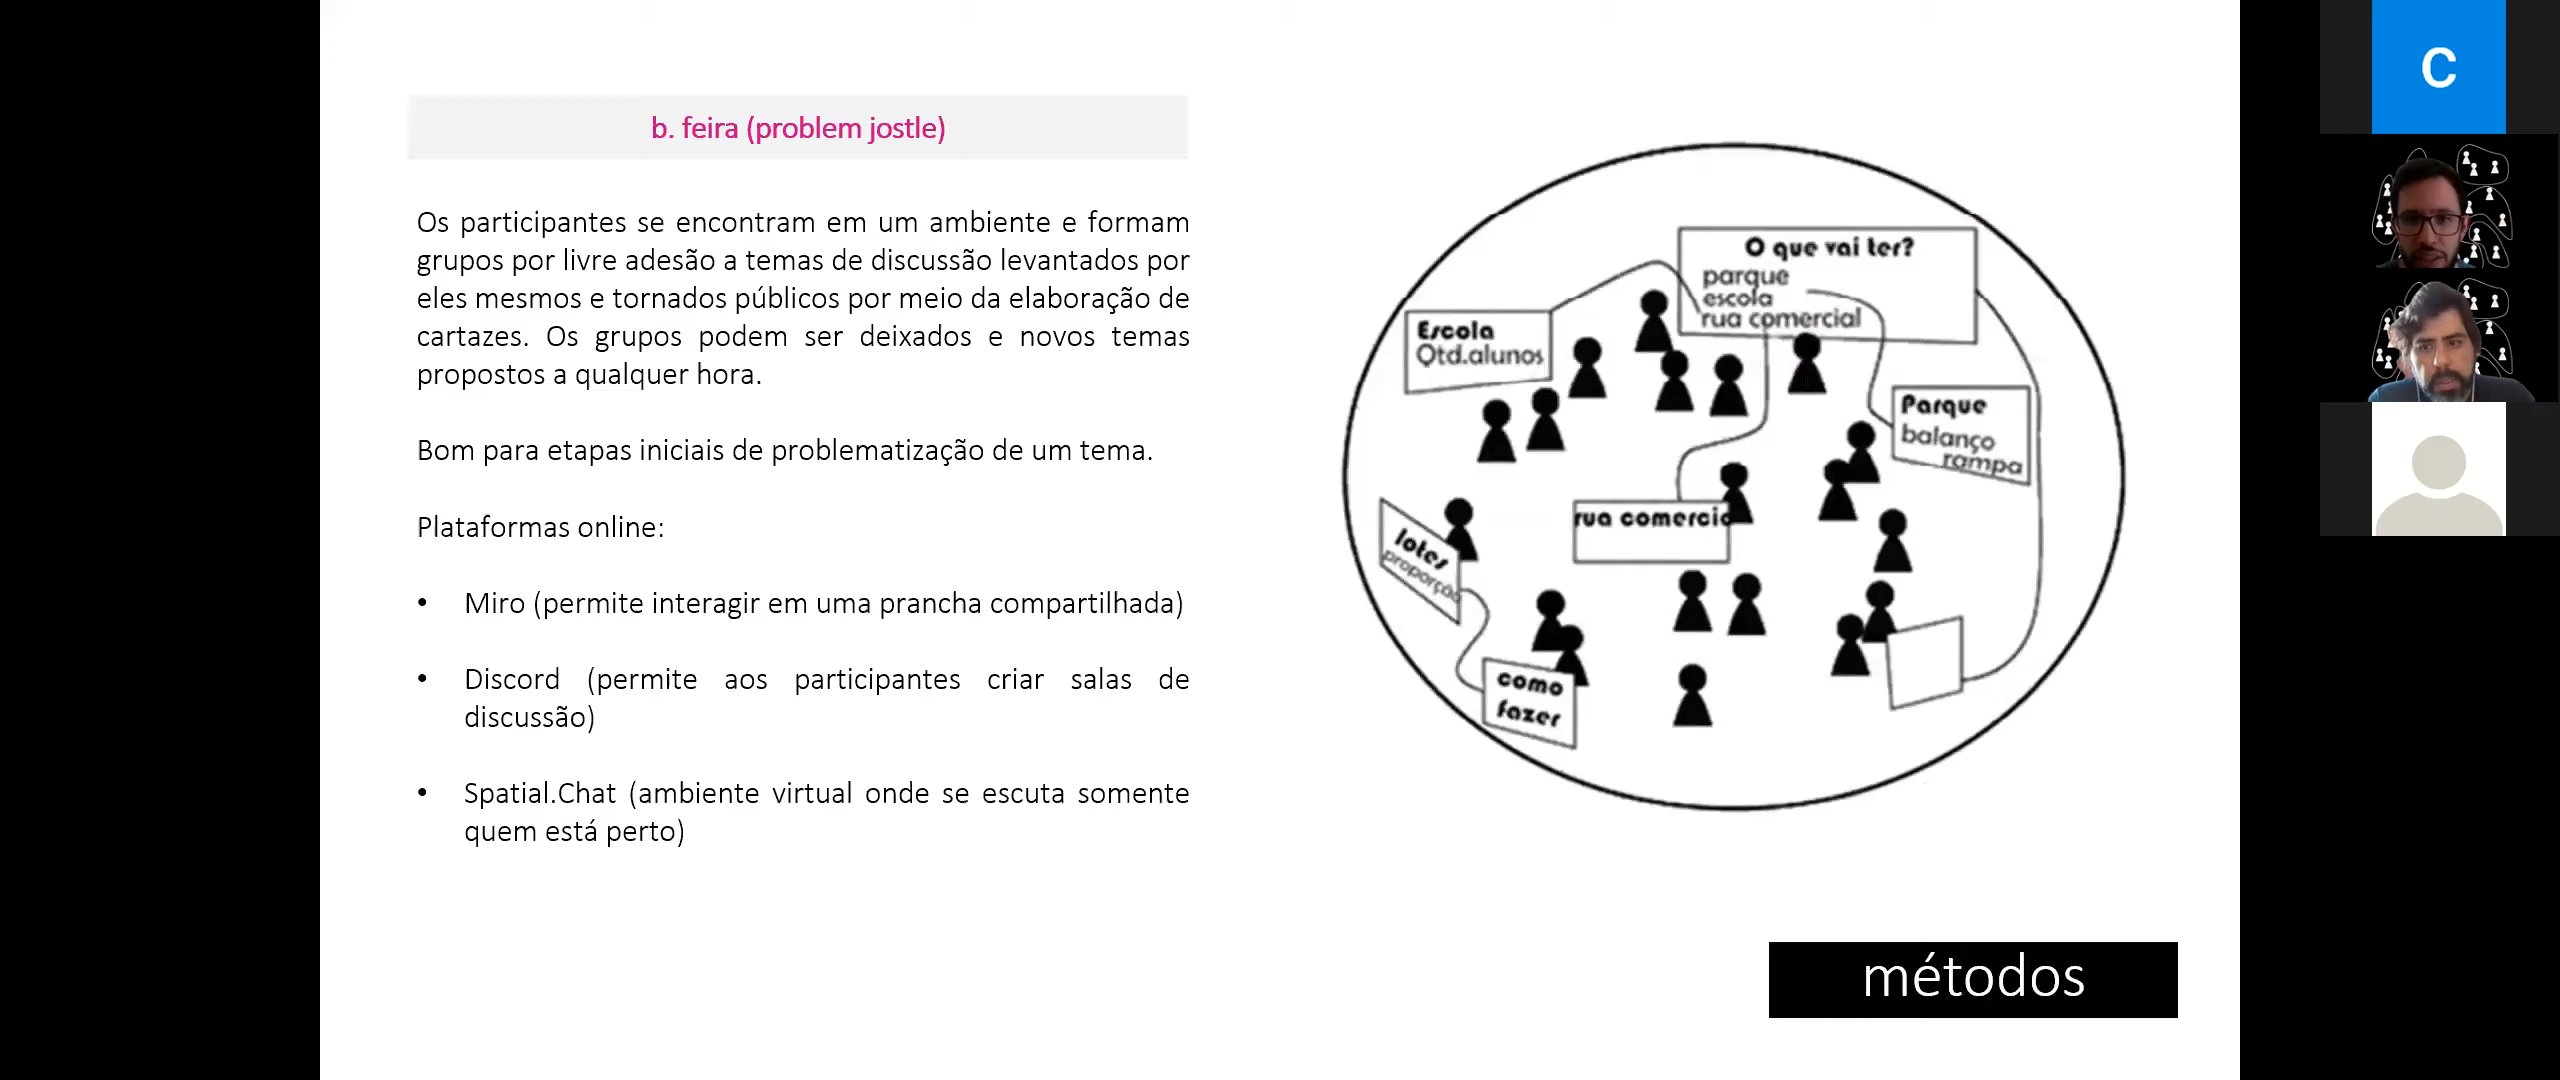 b. feira (problem jostle)
Os participantes se encontram em um ambiente e formam
grupos por livre adesão a temas de discussão levantados por
eles mesmos e tornados públicos por meio da elaboração de
cartazes. Os grupos podem ser deixados e novos temas
propostos a qualquer hora.
Bom para etapas iniciais de problematização de um tema.
Plataformas online:
• Miro (permite interagir em uma prancha compartilhada)
• Discord (permite aos participantes criar salas de
discussão)
• Spatial.Chat (ambiente virtual onde se escuta somente
quem está perto)
O que vai ter?
parque
escola
rua comercial
Escola
Qtd.alunos
Parque
balanço
rampa
rua comercia
lotes
proporção
como
fazer
métodos
C